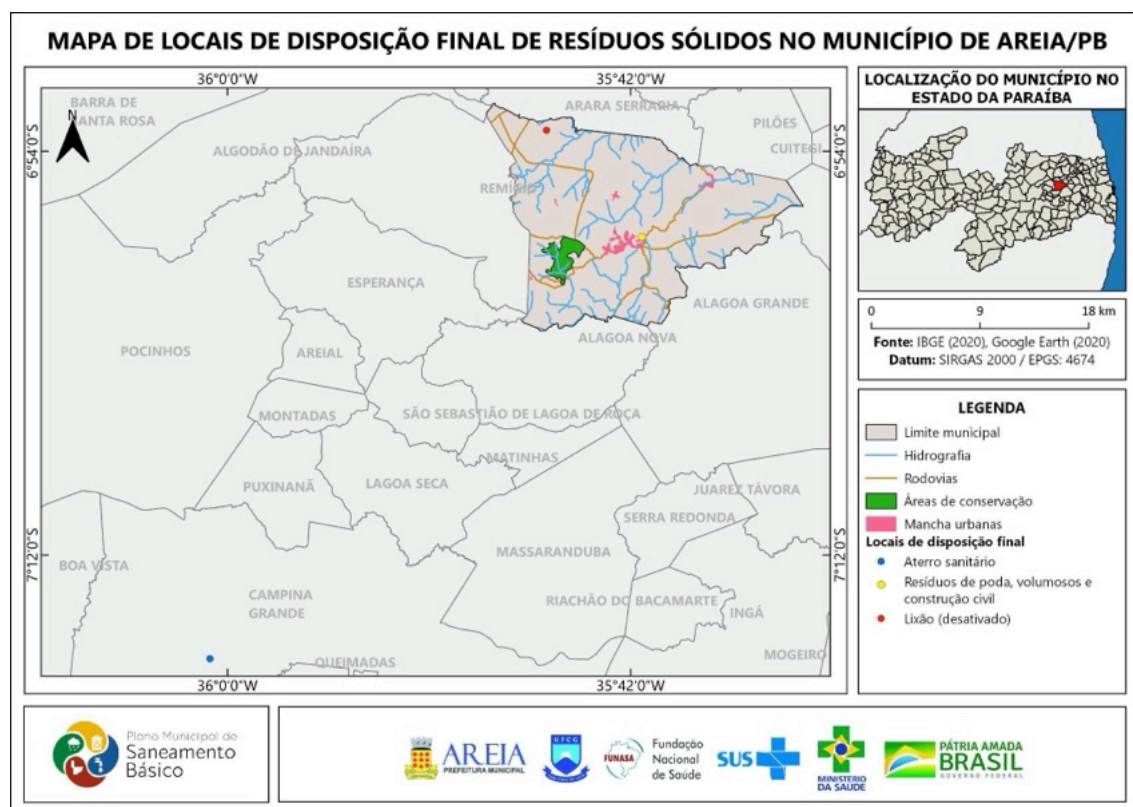 MAPA DE LOCAIS DE DISPOSIÇÃO FINAL DE RESÍDUOS SÓLIDOS NO MUNICÍPIO DE AREIA/PB
36°0'0"W
35°42'0"W
BARRA DE
SANTA ROSA
N
ARARA
SERRARIA
PILÕES
CUITEGI
6°54'0"S
6°54'0"S
ALGODÃO DE JANDAÍRA
REMÍGIO
ESPERANÇA
ALAGOA GRANDE
POCINHOS
AREIAL
ALAGOA NOVA
MONTADAS
SÃO SEBASTIÃO DE LAGOA DE ROÇA
MATINHAS
PUXINANÃ
LAGOA SECA
JUAREZ TÁVORA
SERRA REDONDA
7°12'0"S
7°12'0"S
BOA VISTA
MASSARANDUBA
CAMPINA
GRANDE
RIACHÃO DO BACAMARTE
INGÁ
QUEIMADAS
MOGEIRO
36°0'0"W
35°42'0"W
LOCALIZAÇÃO DO MUNICÍPIO NO
ESTADO DA PARAÍBA
0 9 18 km
Fonte: IBGE (2020), Google Earth (2020)
Datum: SIRGAS 2000 / EPGS: 4674
LEGENDA
Limite municipal
Hidrografia
Rodovias
Áreas de conservação
Mancha urbanas
Locais de disposição final
Aterro sanitário
Resíduos de poda, volumosos e
construção civil
Lixão (desativado)
Plano Municipal de
Saneamento
Básico
AREIA
PREFEITURA MUNICIPAL
UFCG
FUNASA
Fundação
Nacional
de Saúde
SUS
MINISTÉRIO
DA SAÚDE
PÁTRIA AMADA
BRASIL
GOVERNO FEDERAL